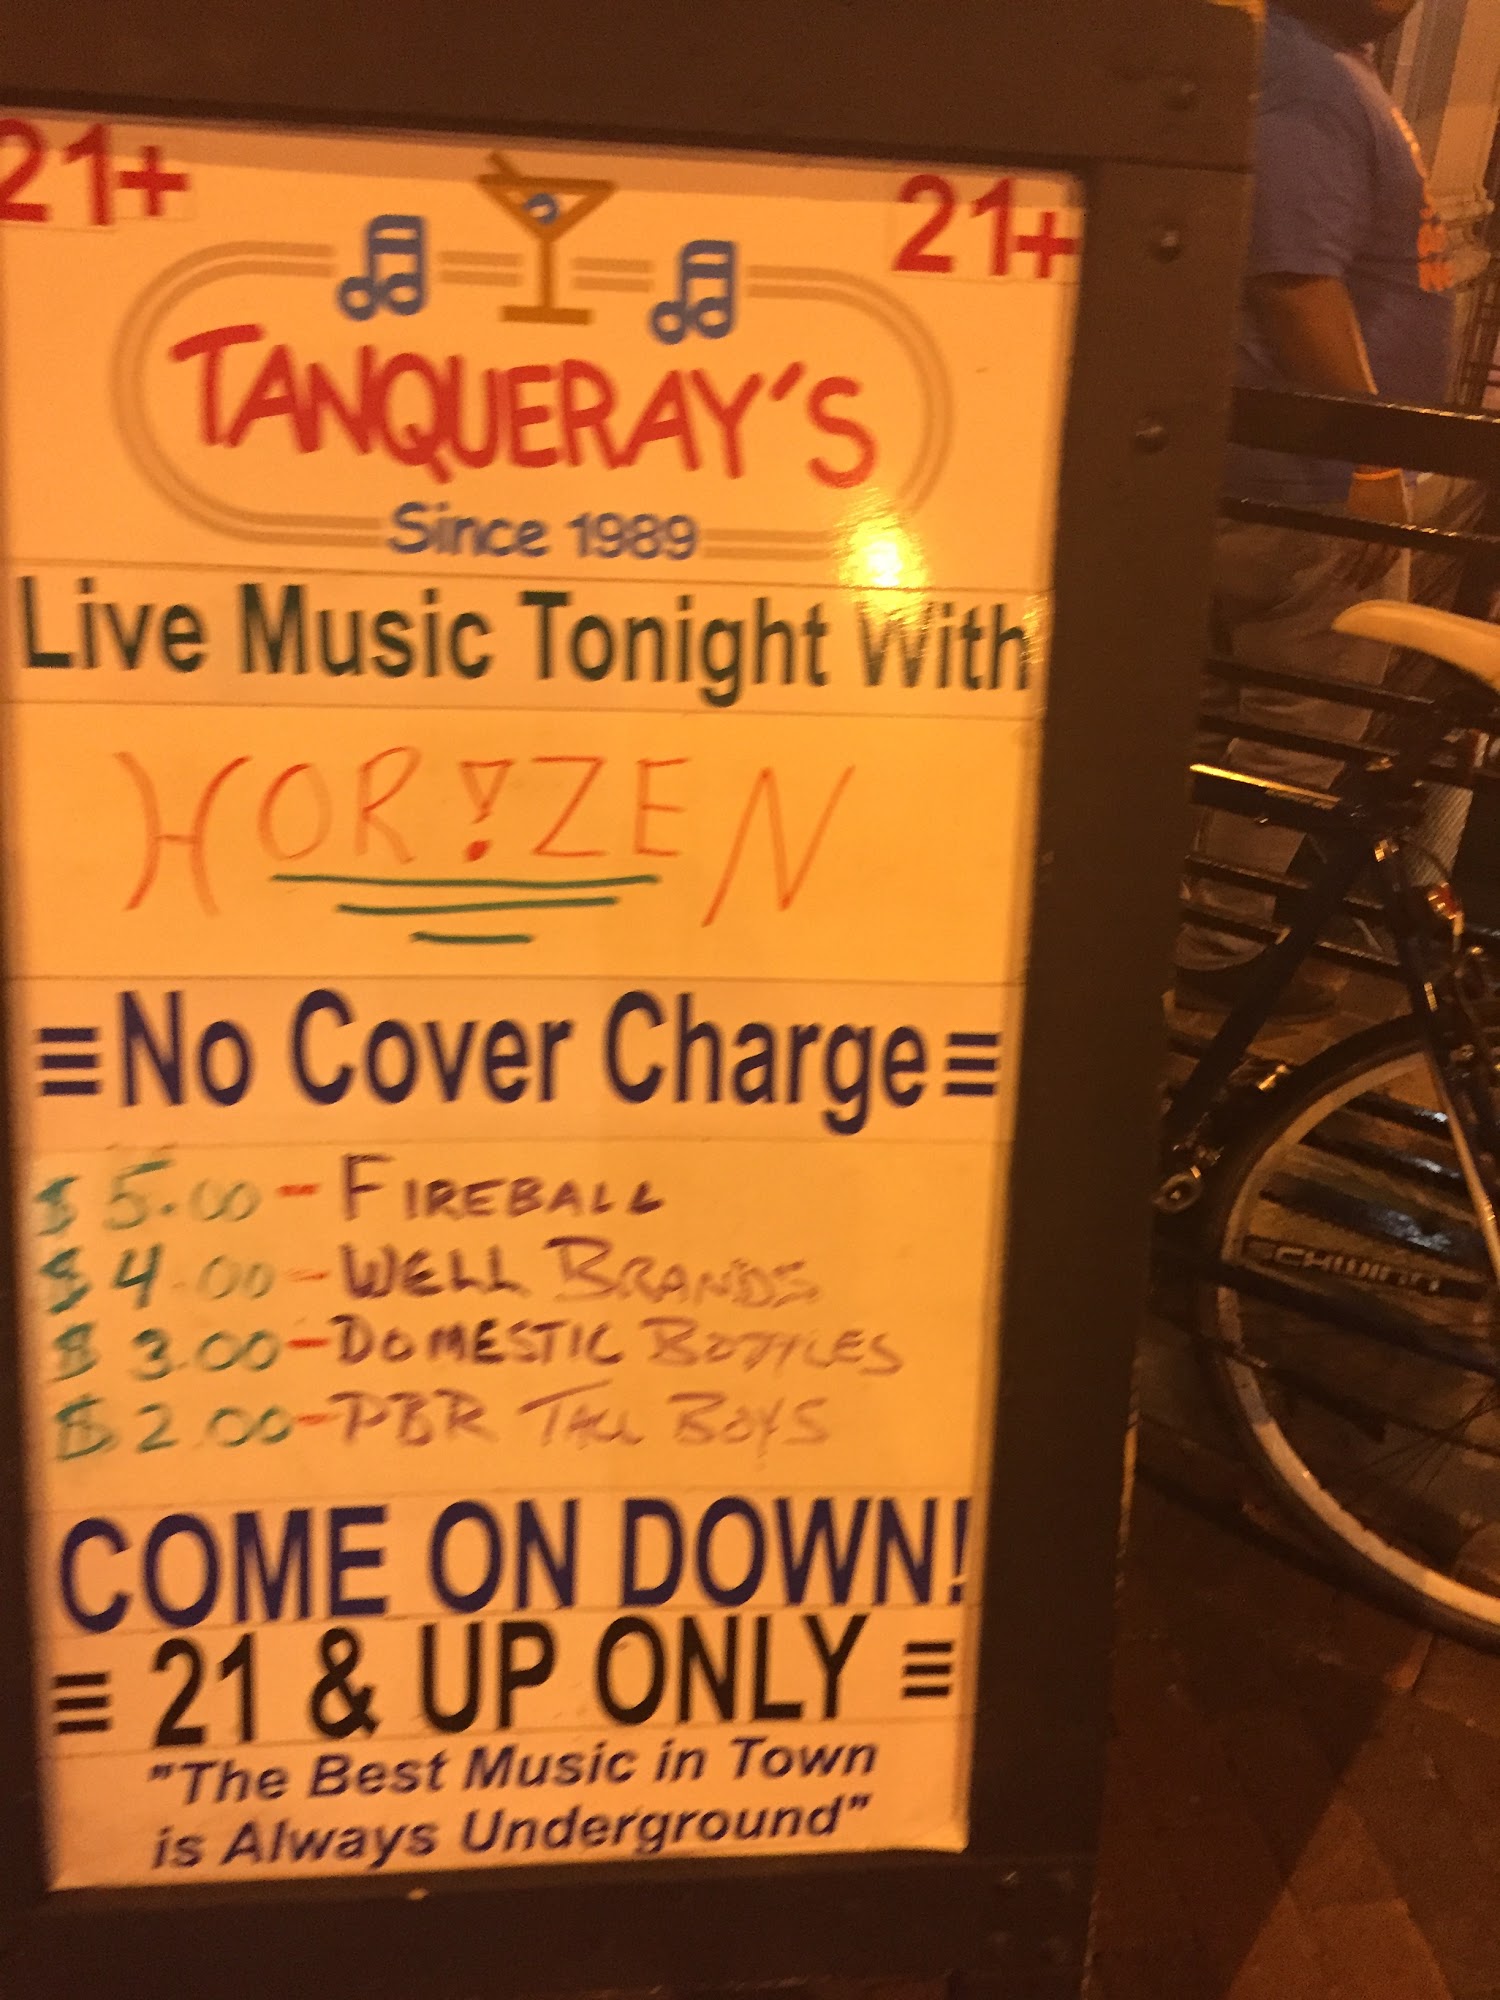 21+ 21+
TANQUERAY'S
Since 1989
Live Music Tonight With
HOR!ZEN
≡No Cover Charge≡
$5.00-FIREBALL
$4.00-WELL BRANDS
$3.00-DOMESTIC BOTTLES
$2.00-PBR TALL BOYS
COME ON DOWN!
≡ 21 & UP ONLY ≡
"The Best Music in Town
is Always Underground"
SCHWINN